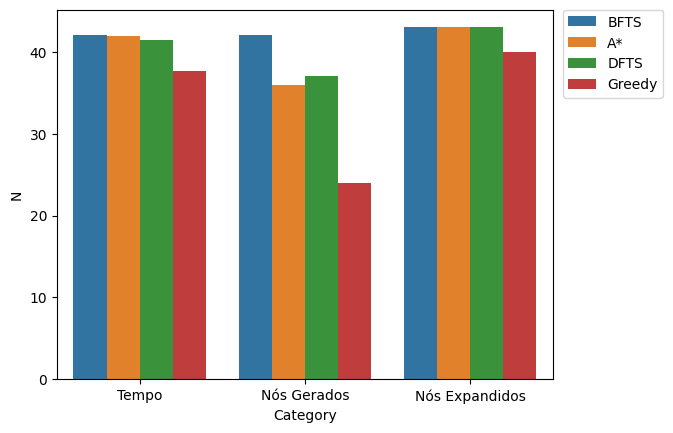 BFTS
A*
DFTS
Greedy
40
30
20
10
0
N
Tempo
Nós Gerados
Nós Expandidos
Category